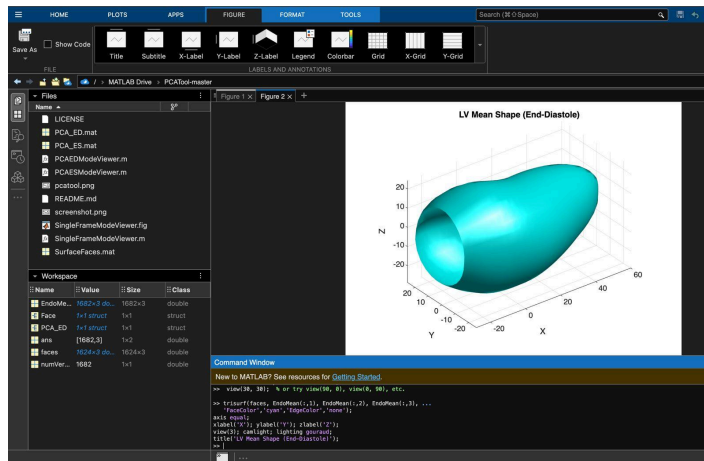 HOME PLOTS APPS FIGURE FORMAT TOOLS Search (⌘⇧Space)
Save As Show Code Title Subtitle X-Label Y-Label Z-Label Legend Colorbar Grid X-Grid Y-Grid
FILE LABELS AND ANNOTATIONS
/ > MATLAB Drive > PCATool-master
Files
Name
LICENSE
PCA_ED.mat
PCA_ES.mat
PCAEDModeViewer.m
PCAESModeViewer.m
pcatool.png
README.md
screenshot.png
SingleFrameModeViewer.fig
SingleFrameModeViewer.m
SurfaceFaces.mat
Workspace
Name Value Size Class
EndoMe... 1682×3 do... 1682×3 double
Face 1×1 struct 1×1 struct
PCA_ED 1×1 struct 1×1 struct
ans [1682,3] 1×2 double
faces 1624×3 do... 1624×3 double
numVer... 1682 1×1 double
Figure 1 × Figure 2 × +
LV Mean Shape (End-Diastole)
20
10
0
-10
-20
Z
20
10
0
-10
-20
Y
-20
0
20
40
60
X
Command Window
New to MATLAB? See resources for Getting Started.
>> view(30, 30); % or try view(90, 0), view(0, 90), etc.
>> trisurf(faces, EndoMean(:,1), EndoMean(:,2), EndoMean(:,3), ...
'FaceColor','cyan','EdgeColor','none');
axis equal;
xlabel('X'); ylabel('Y'); zlabel('Z');
view(3); camlight; lighting gouraud;
title('LV Mean Shape (End-Diastole)');
>>